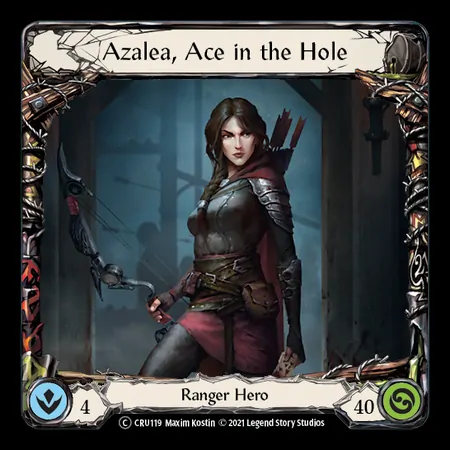 Azalea, Ace in the Hole
Ranger Hero
4
40
© CRU119 Maxim Kostin © 2021 Legend Story Studios